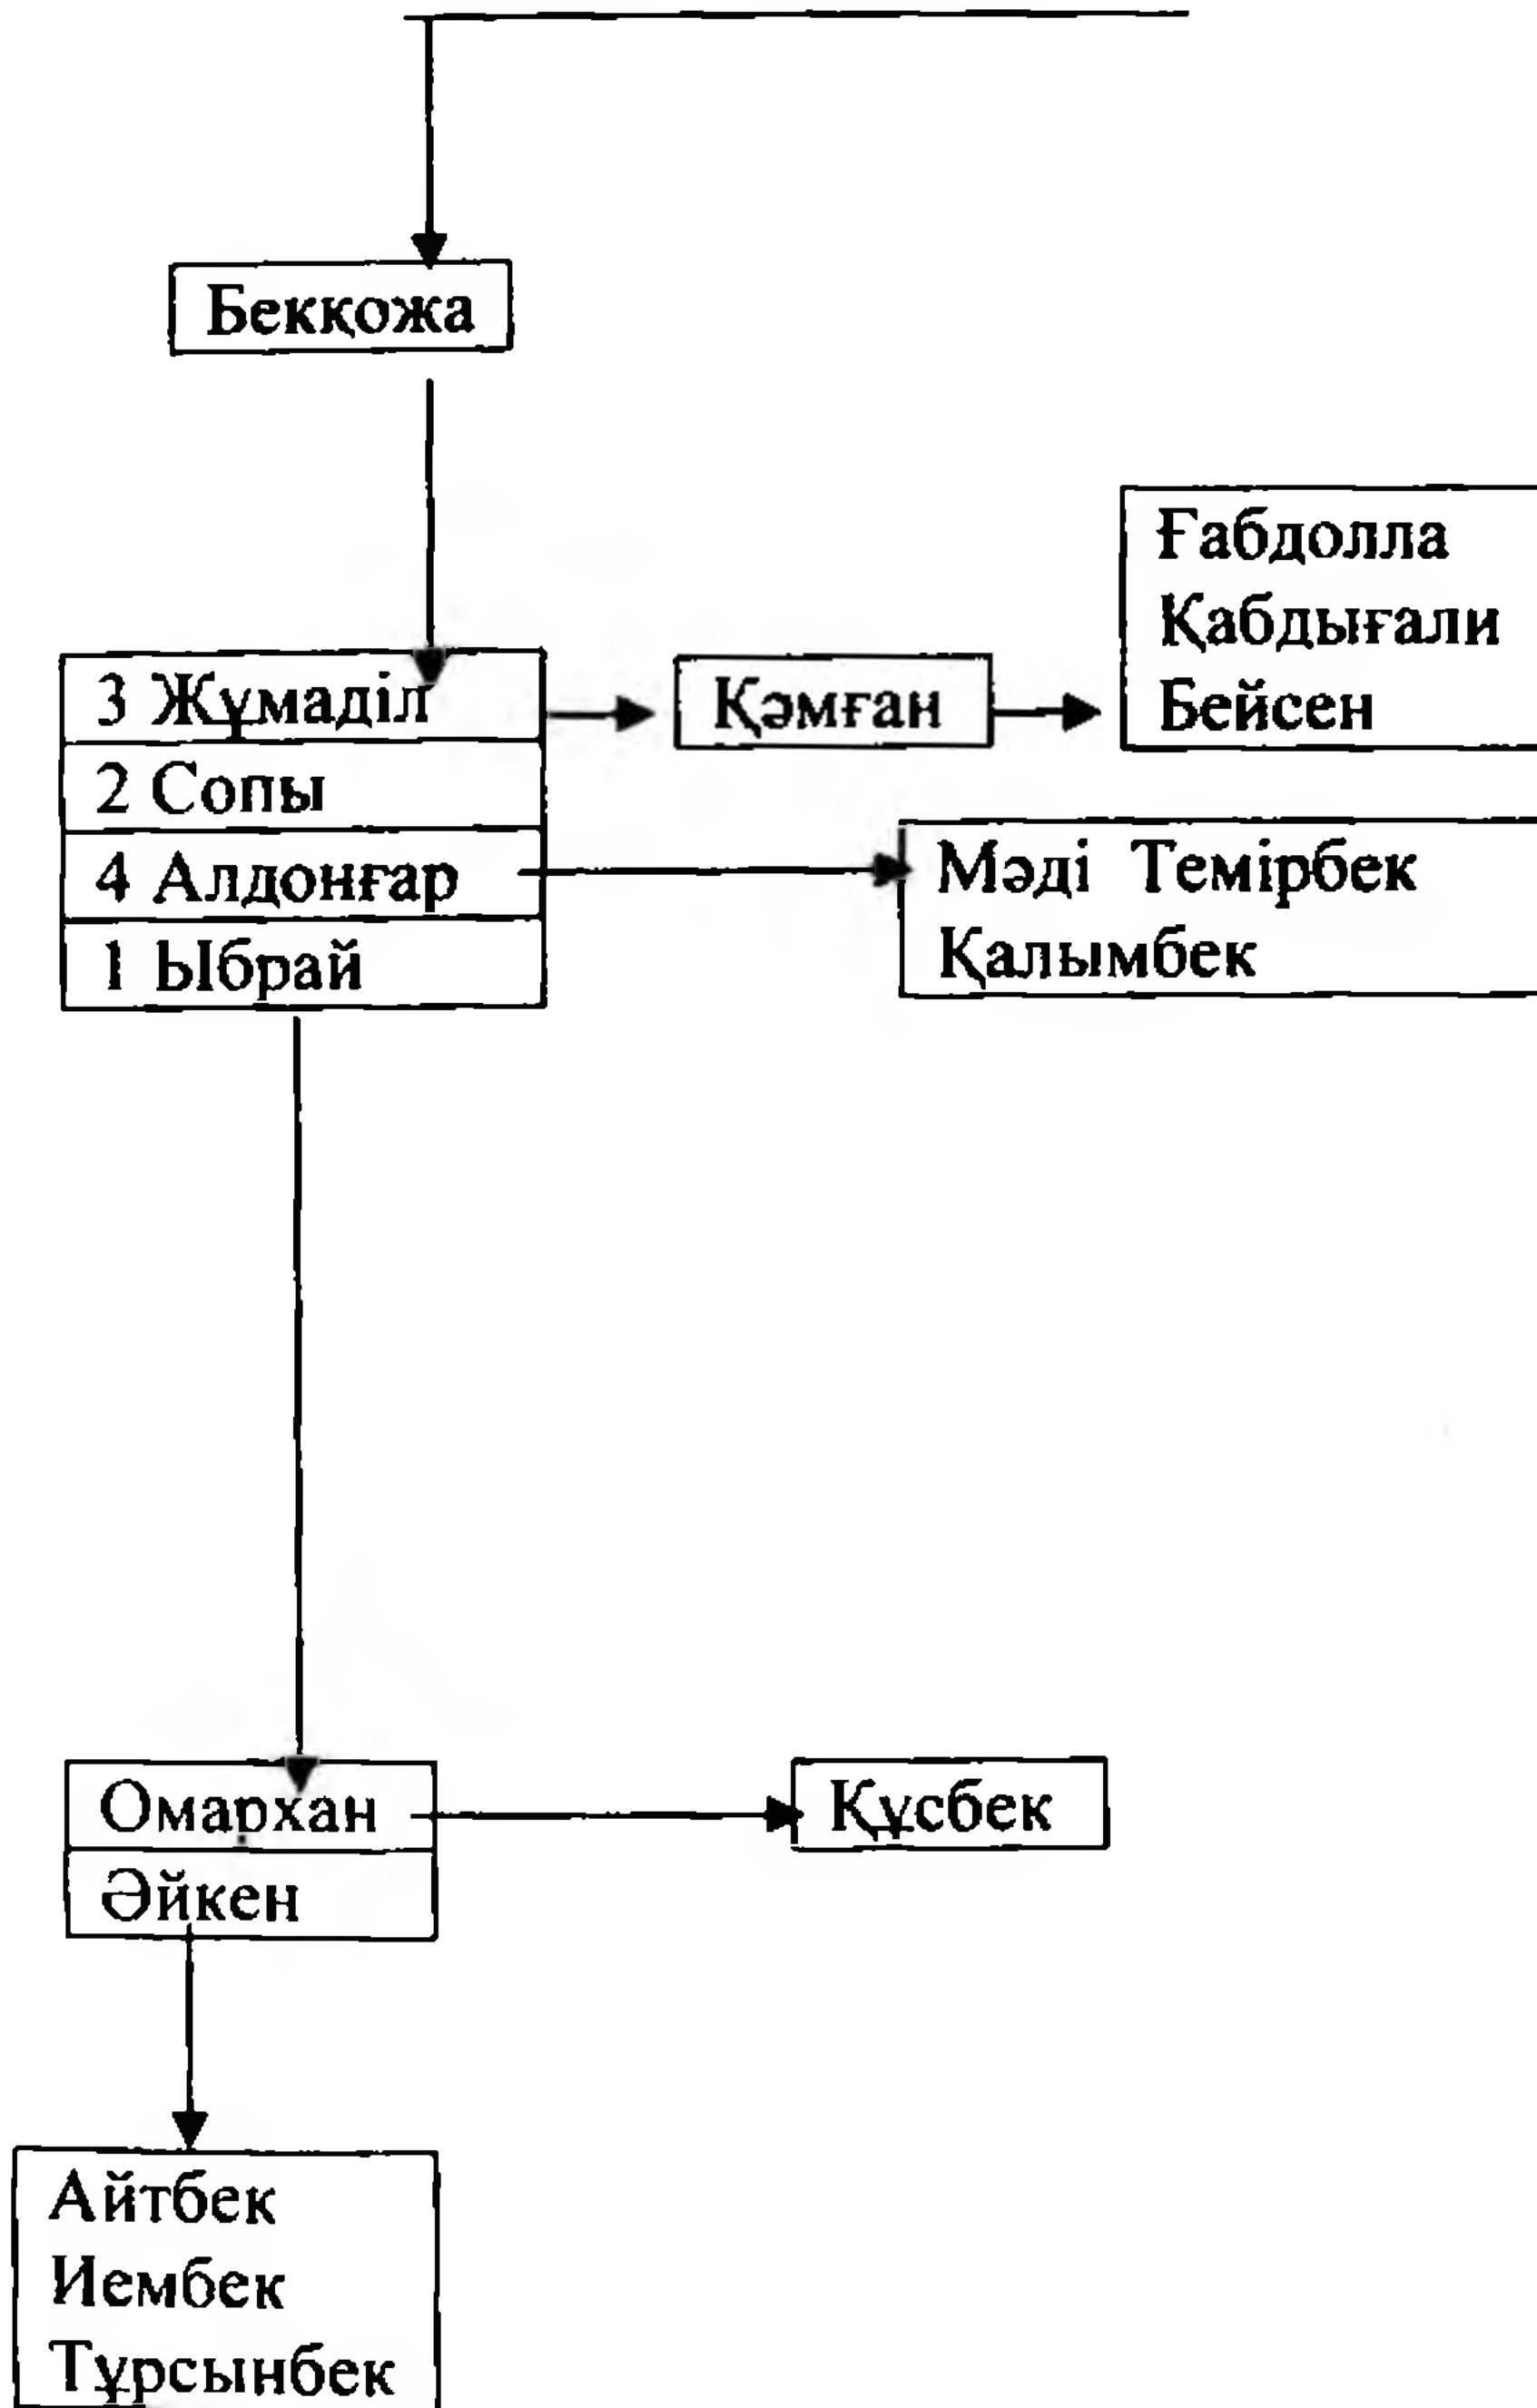 Бекқожа
Ғабдолла
Қабдығали
Бейсен
3 Жұмаділ
Қәмған
2 Сопы
4 Алдонғар
Мәді Темірбек
Қалымбек
1 Ыбрай
Омархан
Құсбек
Әйкен
Айтбек
Иембек
Тұрсынбек